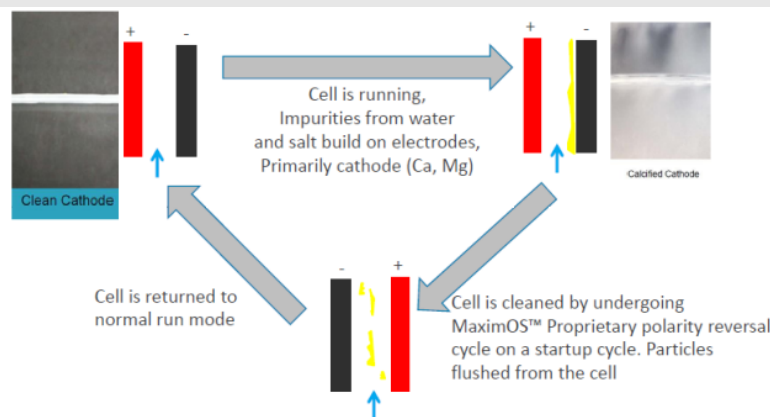 + -
+ -
Cell is running,
Impurities from water
and salt build on electrodes,
Primarily cathode (Ca, Mg)
Clean Cathode
Calcified Cathode
- +
Cell is returned to
normal run mode
Cell is cleaned by undergoing
MaximOS™ Proprietary polarity reversal
cycle on a startup cycle. Particles
flushed from the cell